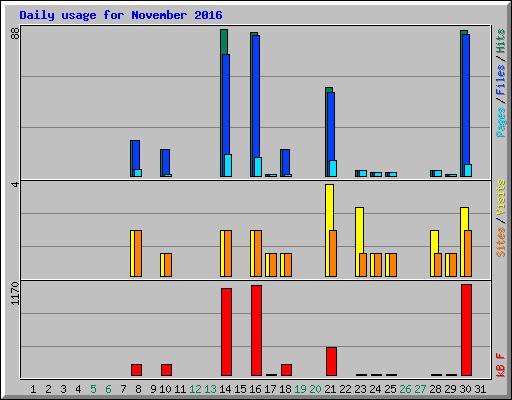 Daily usage for November 2016
88
Pages / Files / Hits
4
Sites / Visits
1170
kB F
1 2 3 4 5 6 7 8 9 10 11 12 13 14 15 16 17 18 19 20 21 22 23 24 25 26 27 28 29 30 31